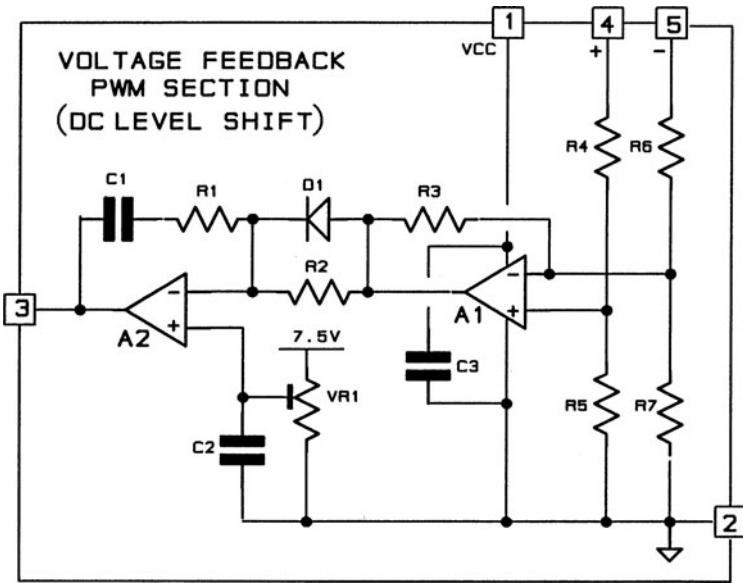 1 4 5
VCC + -
VOLTAGE FEEDBACK
PWM SECTION
(DC LEVEL SHIFT)
R4 R6
C1 R1 D1 R3
R2
- -
3
+ A1 +
A2
7.5V
C3
VR1 R5 R7
C2
2